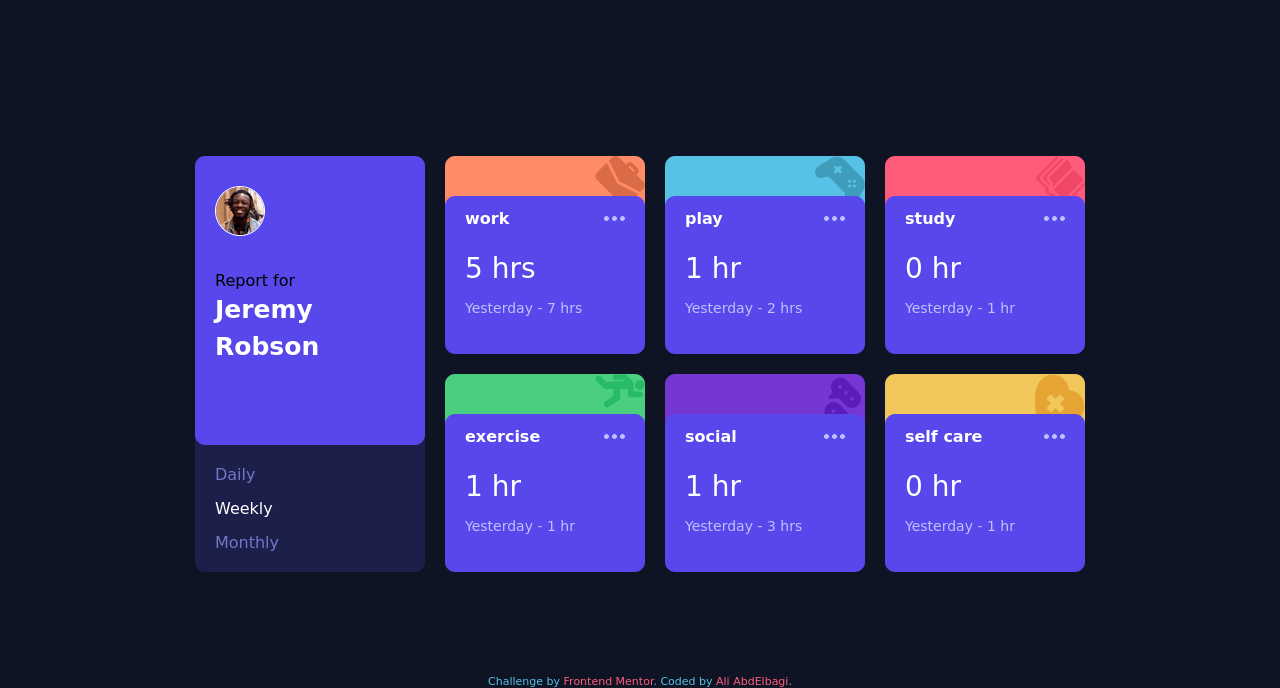 Report for
Jeremy
Robson
Daily
Weekly
Monthly
work
5 hrs
Yesterday - 7 hrs
play
1 hr
Yesterday - 2 hrs
study
0 hr
Yesterday - 1 hr
exercise
1 hr
Yesterday - 1 hr
social
1 hr
Yesterday - 3 hrs
self care
0 hr
Yesterday - 1 hr
Challenge by Frontend Mentor. Coded by Ali AbdElbagi.